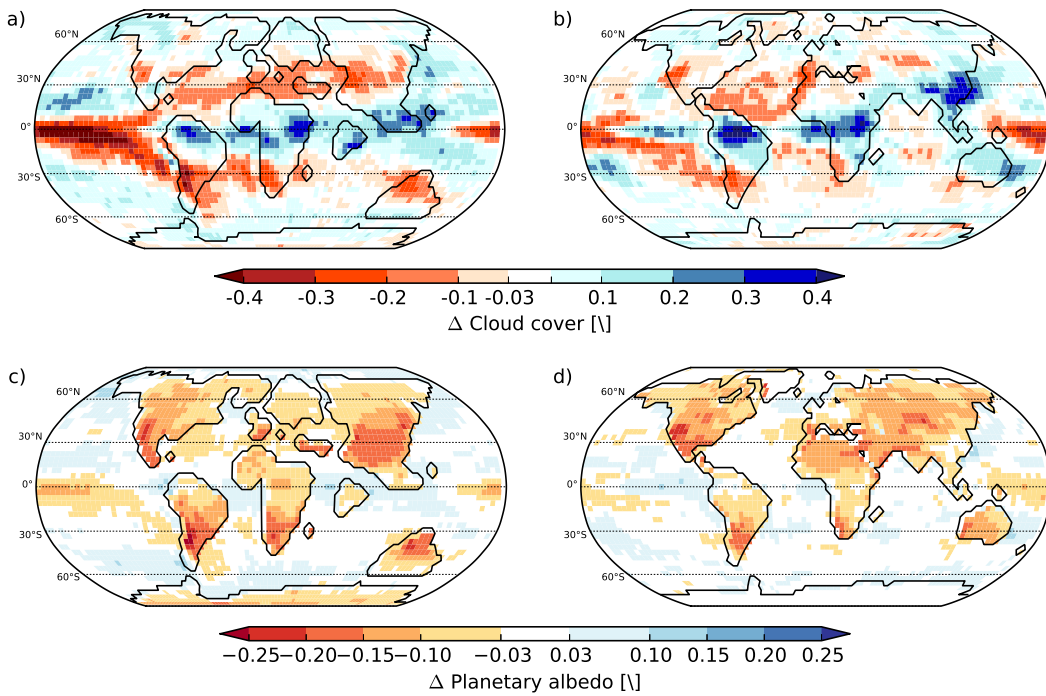 a)
b)
60°N
30°N
0°
30°S
60°S
60°N
30°N
0°
30°S
60°S
-0.4 -0.3 -0.2 -0.1 -0.03 0.1 0.2 0.3 0.4
Δ Cloud cover [\]
c)
d)
60°N
30°N
0°
30°S
60°S
60°N
30°N
0°
30°S
60°S
−0.25 −0.20 −0.15 −0.10 −0.03 0.03 0.10 0.15 0.20 0.25
Δ Planetary albedo [\]